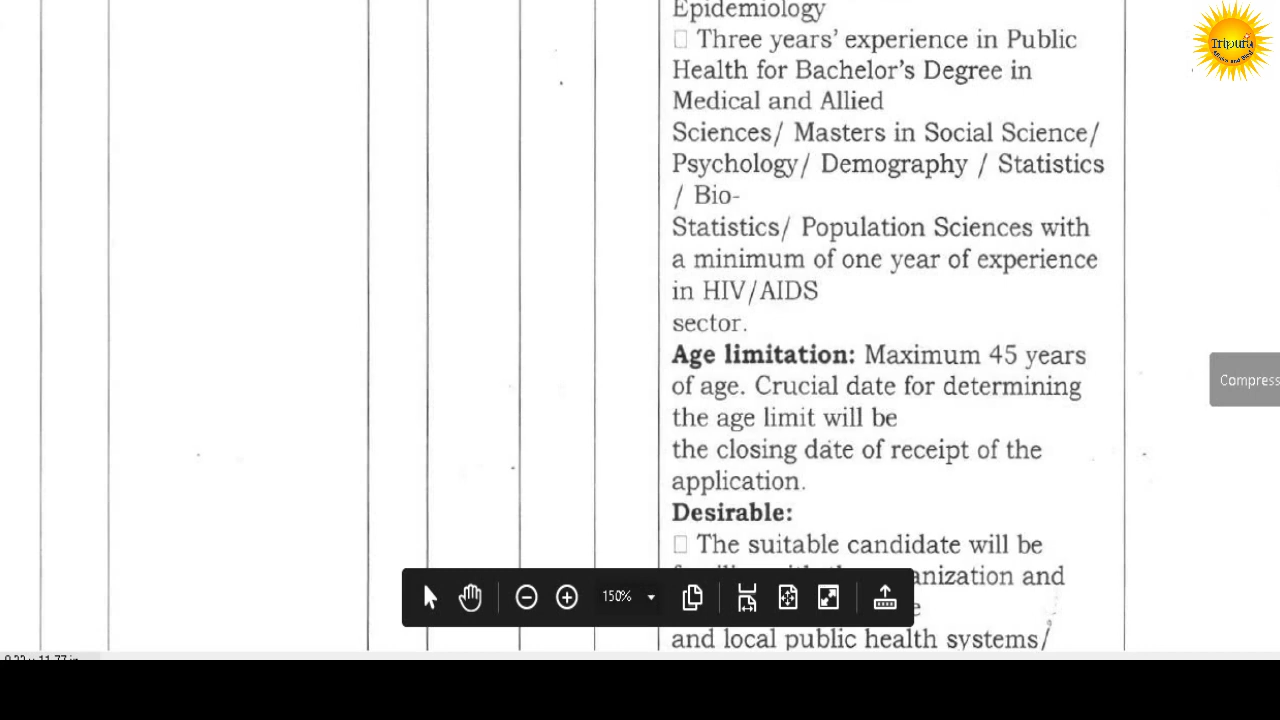 Epidemiology
Three years' experience in Public
Health for Bachelor's Degree in
Medical and Allied
Sciences/ Masters in Social Science/
Psychology/ Demography / Statistics
/ Bio-
Statistics/ Population Sciences with
a minimum of one year of experience
in HIV/AIDS
sector.
Age limitation: Maximum 45 years
of age. Crucial date for determining
the age limit will be
the closing date of receipt of the
application.
Desirable:
The suitable candidate will be
and
and local public health systems/
150%
Compress
Tripura